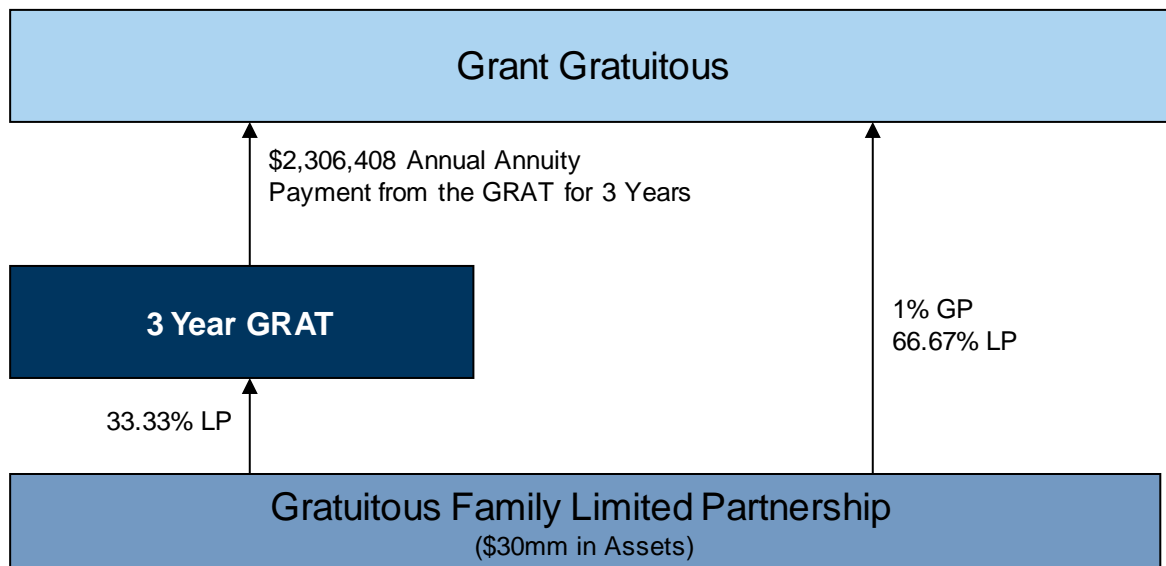 Grant Gratuitous
$2,306,408 Annual Annuity
Payment from the GRAT for 3 Years
3 Year GRAT
1% GP
66.67% LP
33.33% LP
Gratuitous Family Limited Partnership
($30mm in Assets)